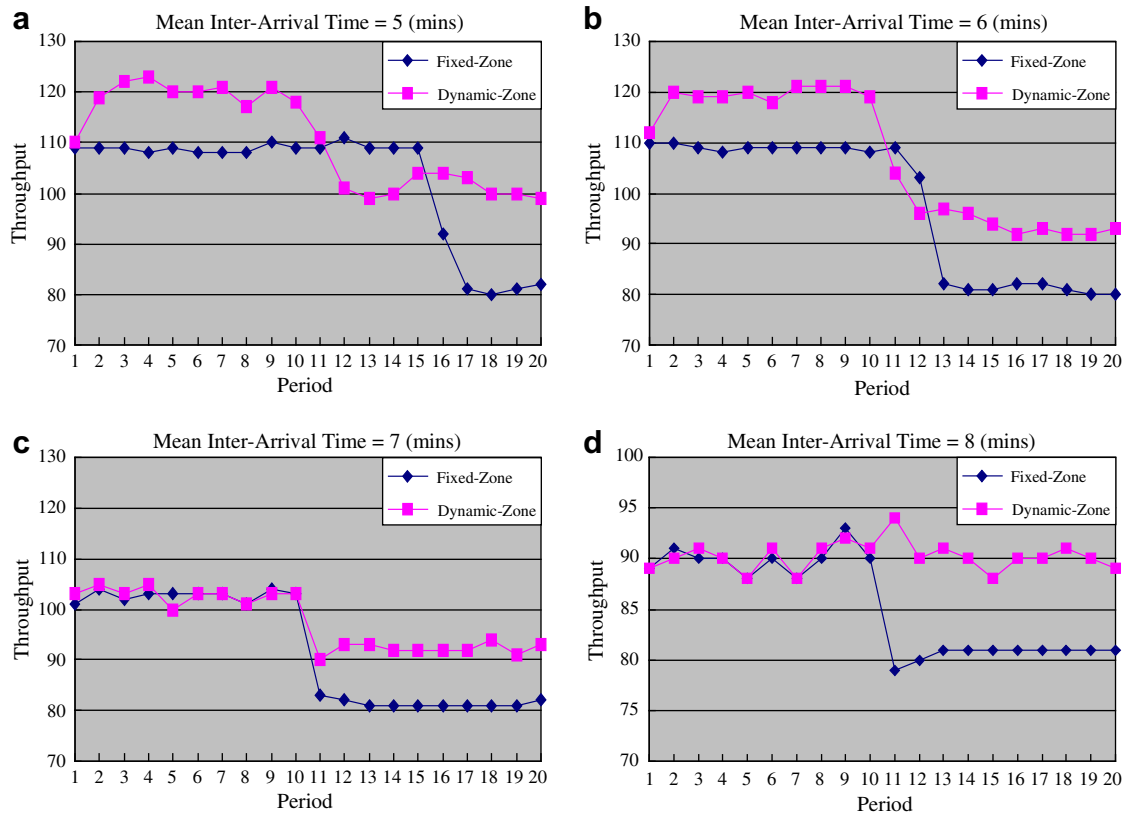 a
Mean Inter-Arrival Time = 5 (mins)
130
120
110
100
90
80
70
Throughput
Fixed-Zone
Dynamic-Zone
1 2 3 4 5 6 7 8 9 10 11 12 13 14 15 16 17 18 19 20
Period
b
Mean Inter-Arrival Time = 6 (mins)
130
120
110
100
90
80
70
Throughput
Fixed-Zone
Dynamic-Zone
1 2 3 4 5 6 7 8 9 10 11 12 13 14 15 16 17 18 19 20
Period
c
Mean Inter-Arrival Time = 7 (mins)
130
120
110
100
90
80
70
Throughput
Fixed-Zone
Dynamic-Zone
1 2 3 4 5 6 7 8 9 10 11 12 13 14 15 16 17 18 19 20
Period
d
Mean Inter-Arrival Time = 8 (mins)
100
95
90
85
80
75
70
Throughput
Fixed-Zone
Dynamic-Zone
1 2 3 4 5 6 7 8 9 10 11 12 13 14 15 16 17 18 19 20
Period